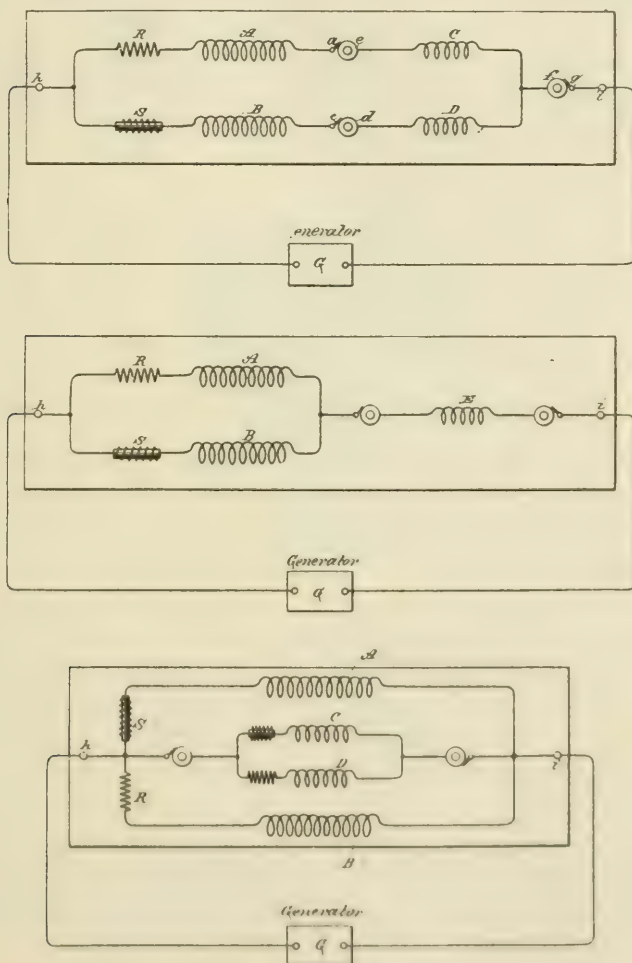 R A a e C
h f g i
S B c d D
enerator
G
R A
h E i
S B
Generator
G
A
S C
h D i
R
B
Generator
G